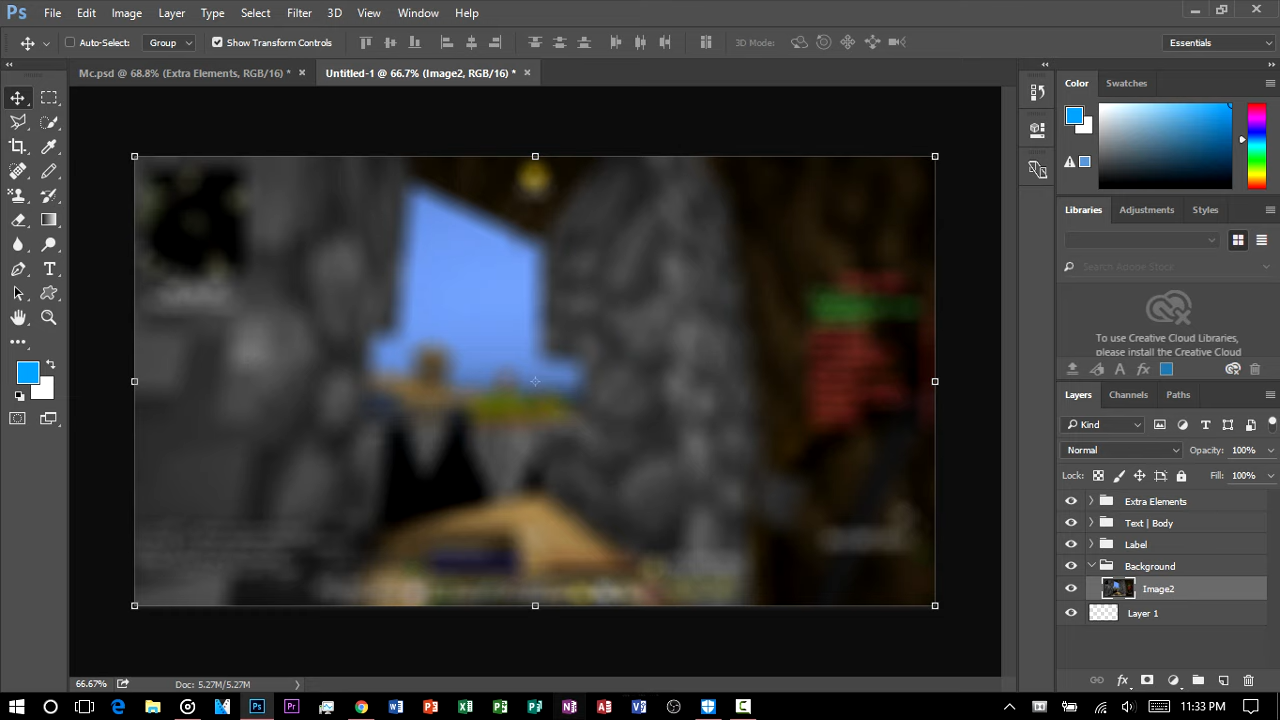 Ps File Edit Image Layer Type Select Filter 3D View Window Help
Auto-Select: Group Show Transform Controls 3D Mode: Essentials
Mc.psd @ 68.8% (Extra Elements, RGB/16) * × Untitled-1 @ 66.7% (Image2, RGB/16) * ×
Color Swatches
Libraries Adjustments Styles
Search Adobe Stock
To use Creative Cloud Libraries,
please install the Creative Cloud
Layers Channels Paths
Kind
Normal Opacity: 100%
Lock: Fill: 100%
Extra Elements
Text | Body
Label
Background
Image2
Layer 1
66.67% Doc: 5.27M/5.27M
11:33 PM